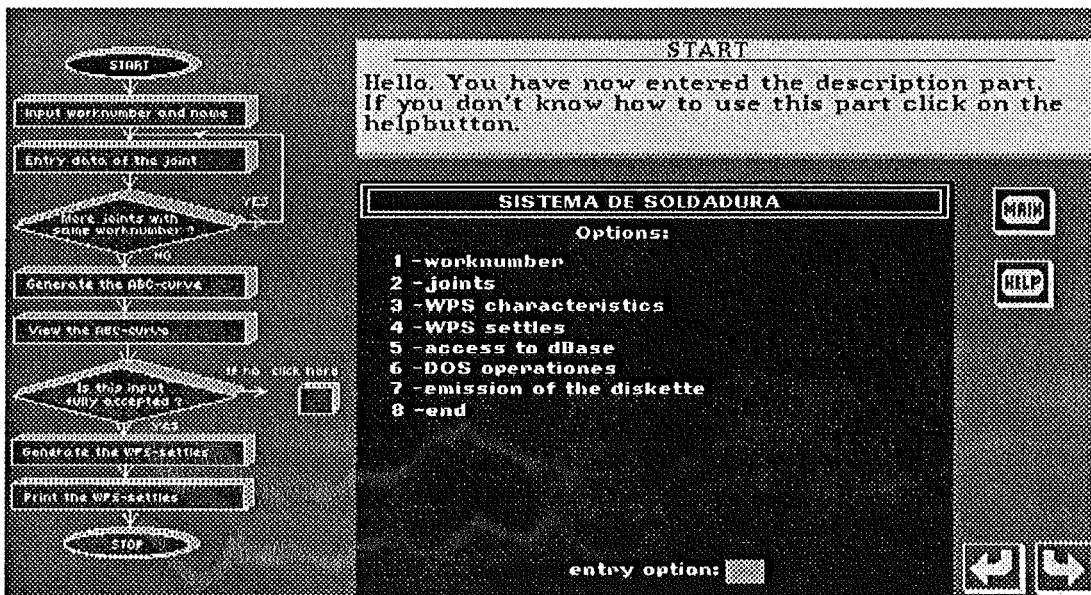 START
Input worknumber and name
Entry data of the joint
More joints with
same worknumber ?
YES
NO
Generate the ABC-curve
View the ABC-curve
Is this input
fully accepted ?
If no click here
YES
Generate the WPS-settles
Print the WPS-settles
STOP
START
Hello. You have now entered the description part.
If you don't know how to use this part click on the
helpbutton.
SISTEMA DE SOLDADURA
Options:
1 -worknumber
2 -joints
3 -WPS characteristics
4 -WPS settles
5 -access to dBase
6 -DOS operationes
7 -emission of the diskette
8 -end
entry option:
MAIN
HELP